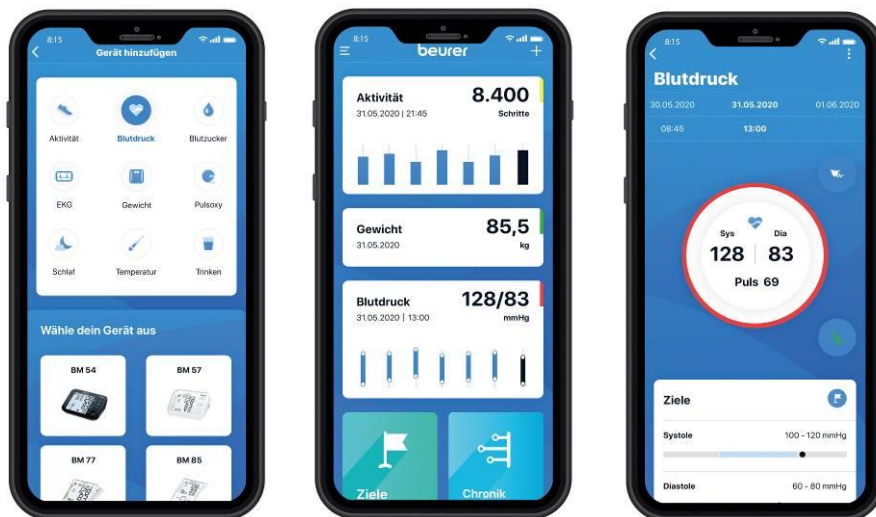 8:15
Gerät hinzufügen
Aktivität
Blutdruck
Blutzucker
EKG
Gewicht
Pulsoxy
Schlaf
Temperatur
Trinken
Wähle dein Gerät aus
BM 54
BM 57
BM 77
BM 85
8:15
beurer
Aktivität 8.400
31.05.2020 | 21:45 Schritte
Gewicht 85,5
31.05.2020 kg
Blutdruck 128/83
31.05.2020 | 13:00 mmHg
Ziele
Chronik
8:15
Blutdruck
30.05.2020 31.05.2020 01.06.2020
08:45 13:00
Sys Dia
128 83
Puls 69
Ziele
Systole 100 - 120 mmHg
Diastole 60 - 80 mmHg